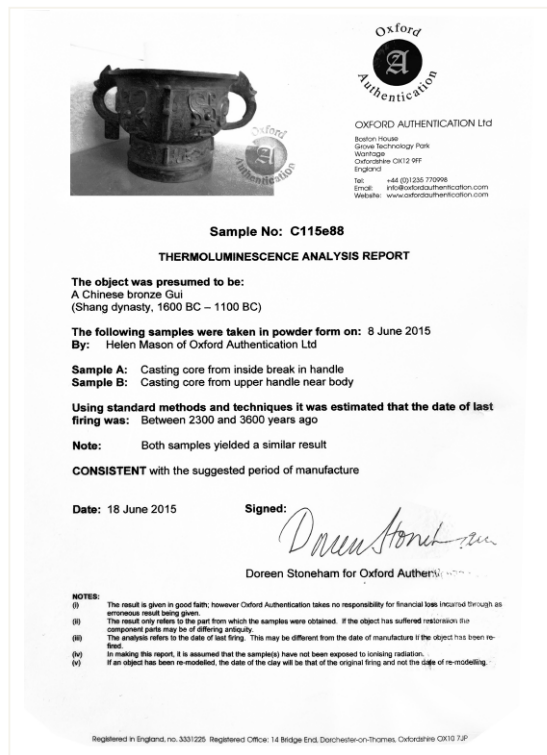 Oxford
A
Authentication
Oxford
A
Authentication
OXFORD AUTHENTICATION Ltd
Boston House
Grove Technology Park
Wantage
Oxfordshire OX12 9FF
England
Tel: +44 (0)1235 770998
Email: info@oxfordauthentication.com
Website: www.oxfordauthentication.com
Sample No: C115e88
THERMOLUMINESCENCE ANALYSIS REPORT
The object was presumed to be:
A Chinese bronze Gui
(Shang dynasty, 1600 BC – 1100 BC)
The following samples were taken in powder form on: 8 June 2015
By: Helen Mason of Oxford Authentication Ltd
Sample A: Casting core from inside break in handle
Sample B: Casting core from upper handle near body
Using standard methods and techniques it was estimated that the date of last
firing was: Between 2300 and 3600 years ago
Note: Both samples yielded a similar result
CONSISTENT with the suggested period of manufacture
Date: 18 June 2015 Signed:
Doreen Stoneham
Doreen Stoneham for Oxford
NOTES:
(i) The result is given in good faith; however Oxford Authentication takes no responsibility for financial loss incurred through an
erroneous result being given.
(ii) The result only refers to the part from which the samples were obtained. If the object has suffered restoration the
component parts may be of differing antiquity.
(iii) The analysis refers to the date of last firing. This may be different from the date of manufacture if the object has been re-
fired.
(iv) In making this report, it is assumed that the sample(s) have not been exposed to ionising radiation.
(v) If an object has been re-modelled, the date of the clay will be that of the original firing and not the date of re-modelling.
Registered in England, no. 3331225 Registered Office: 14 Bridge End, Dorchester-on-Thames, Oxfordshire OX10 7JP